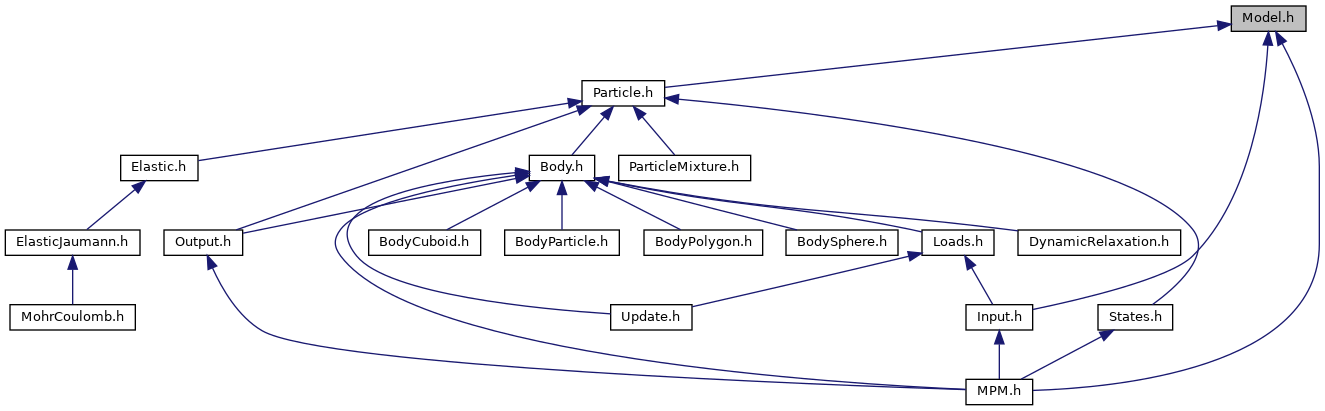 Model.h
Particle.h
Elastic.h
Body.h
ParticleMixture.h
ElasticJaumann.h
Output.h
BodyCuboid.h
BodyParticle.h
BodyPolygon.h
BodySphere.h
Loads.h
DynamicRelaxation.h
MohrCoulomb.h
Update.h
Input.h
States.h
MPM.h